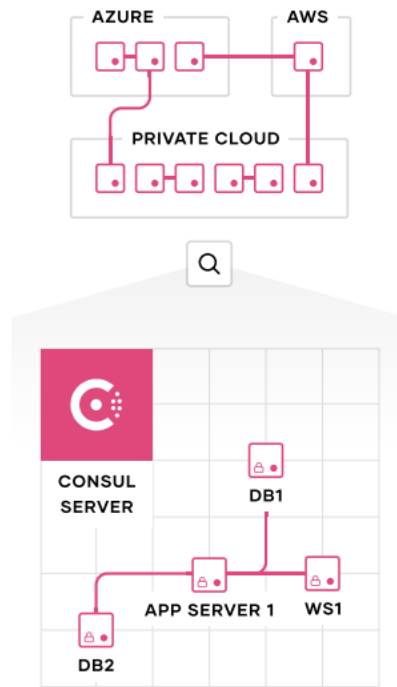 AZURE
AWS
PRIVATE CLOUD
CONSUL
SERVER
DB1
APP SERVER 1
WS1
DB2